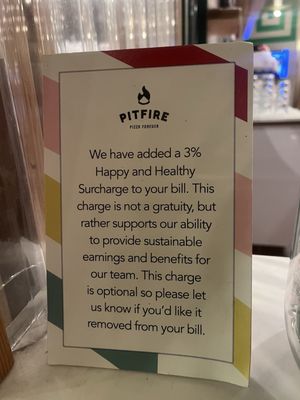 PITFIRE
PIZZA FOREVER
We have added a 3%
Happy and Healthy
Surcharge to your bill. This
charge is not a gratuity, but
rather supports our ability
to provide sustainable
earnings and benefits for
our team. This charge
is optional so please let
us know if you'd like it
removed from your bill.